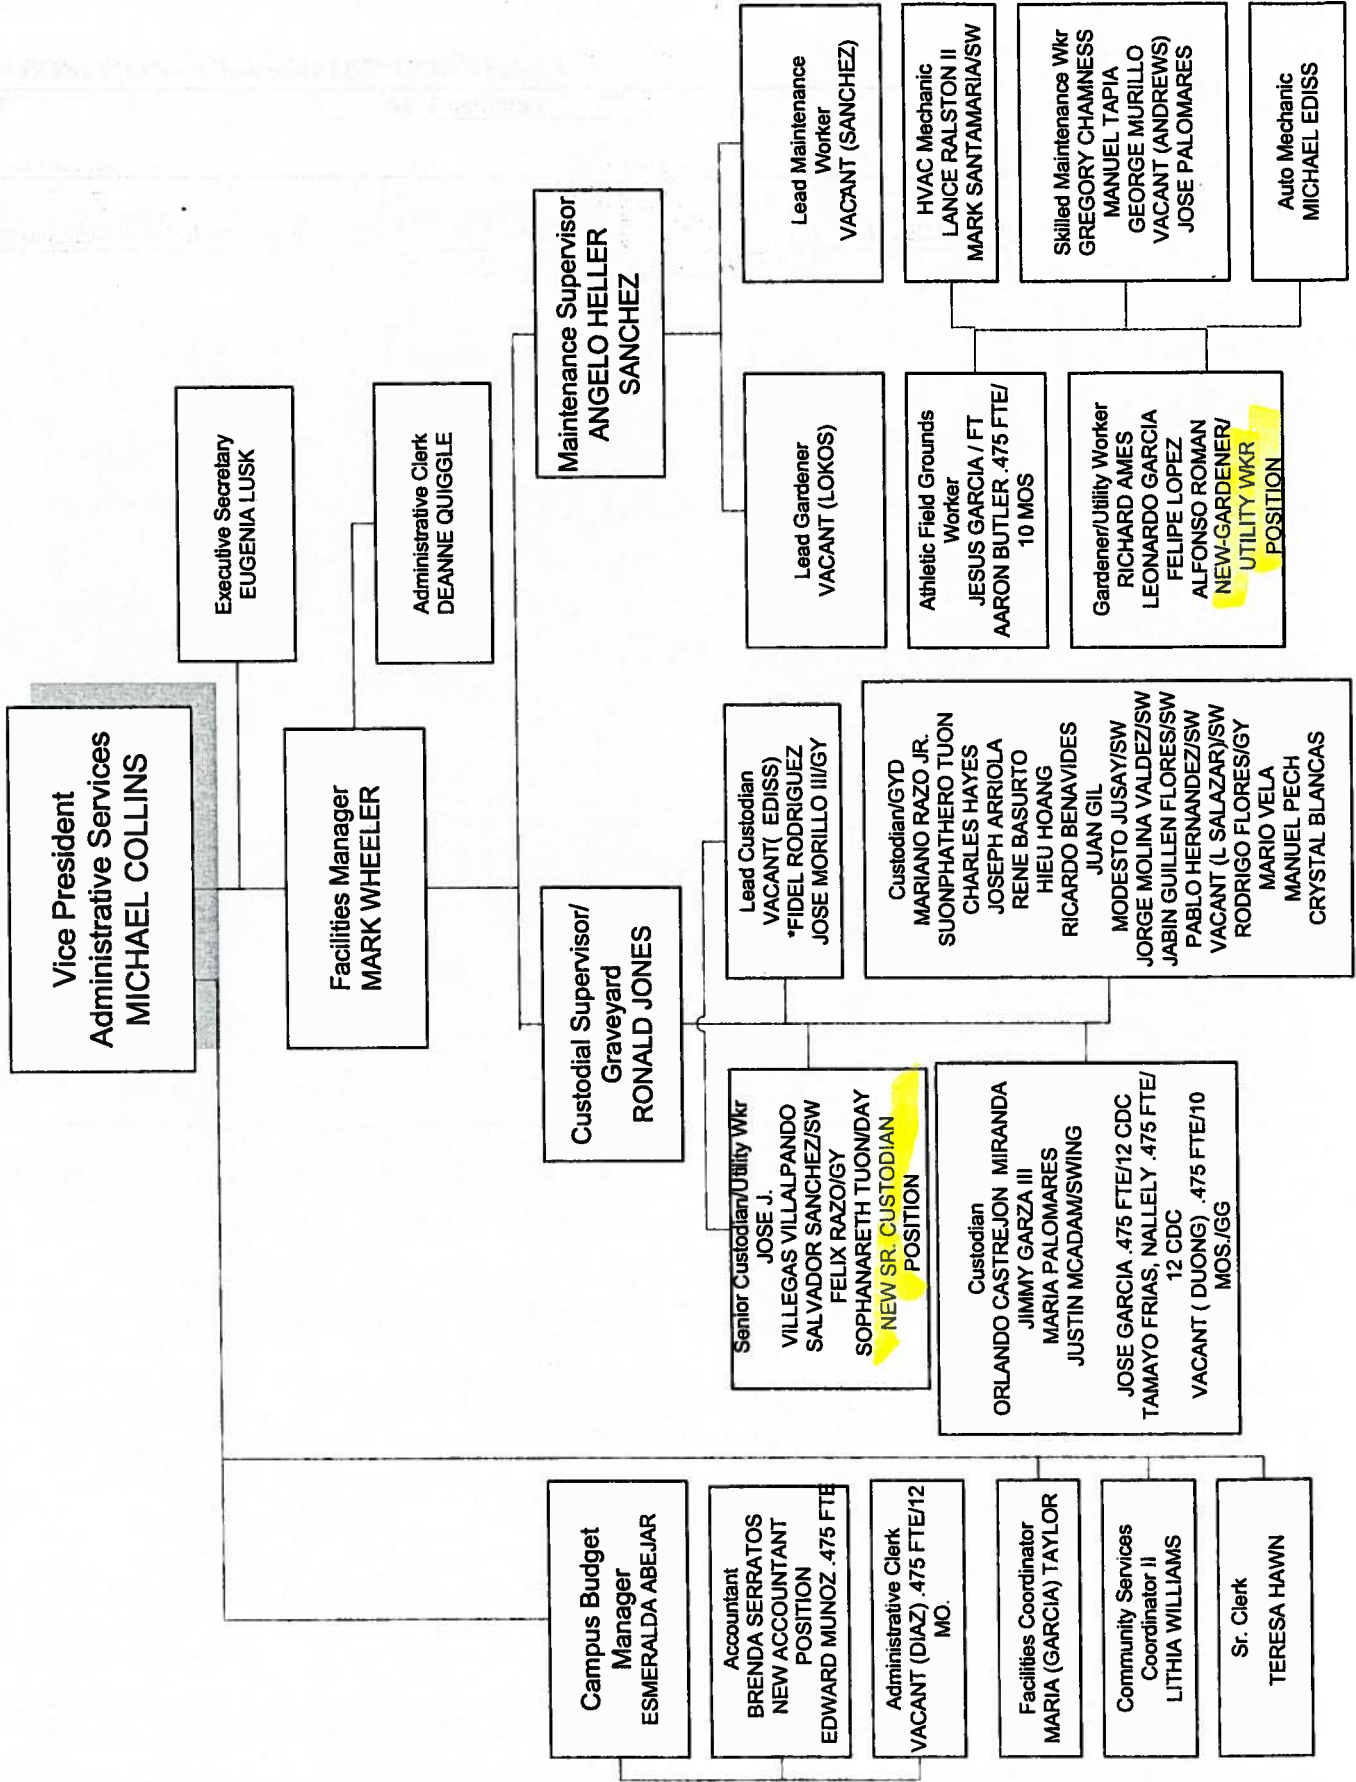 Vice President
Administrative Services
MICHAEL COLLINS
Executive Secretary
EUGENIA LUSK
Facilities Manager
MARK WHEELER
Administrative Clerk
DEANNE QUIGGLE
Campus Budget
Manager
ESMERALDA ABEJAR
Accountant
BRENDA SERRATOS
NEW ACCOUNTANT
POSITION
EDWARD MUNOZ .475 FTE
Administrative Clerk
VACANT (DIAZ) .475 FTE/12
MO.
Facilities Coordinator
MARIA (GARCIA) TAYLOR
Community Services
Coordinator II
LITHIA WILLIAMS
Sr. Clerk
TERESA HAWN
Custodial Supervisor/
Graveyard
RONALD JONES
Senior Custodian/Utility Wkr
JOSE J.
VILLEGAS VILLALPANDO
SALVADOR SANCHEZ/SW
FELIX RAZO/GY
SOPHANARETH TUON/DAY
NEW SR. CUSTODIAN
POSITION
Lead Custodian
VACANT( EDISS)
*FIDEL RODRIGUEZ
JOSE MORILLO III/GY
Custodian
ORLANDO CASTREJON MIRANDA
JIMMY GARZA III
MARIA PALOMARES
JUSTIN MCADAM/SWING
JOSE GARCIA .475 FTE/12 CDC
TAMAYO FRIAS, NALLELY .475 FTE/
12 CDC
VACANT ( DUONG) .475 FTE/10
MOS./GG
Custodian/GYD
MARIANO RAZO JR.
SUONPHATHERO TUON
CHARLES HAYES
JOSEPH ARRIOLA
RENE BASURTO
HIEU HOANG
RICARDO BENAVIDES
JUAN GIL
MODESTO JUSAY/SW
JORGE MOLINA VALDEZ/SW
JABIN GUILLEN FLORES/SW
PABLO HERNANDEZ/SW
VACANT (L SALAZAR)/SW
RODRIGO FLORES/GY
MARIO VELA
MANUEL PECH
CRYSTAL BLANCAS
Maintenance Supervisor
ANGELO HELLER
SANCHEZ
Lead Gardener
VACANT (LOKOS)
Lead Maintenance
Worker
VACANT (SANCHEZ)
Athletic Field Grounds
Worker
JESUS GARCIA / FT
AARON BUTLER .475 FTE/
10 MOS
HVAC Mechanic
LANCE RALSTON II
MARK SANTAMARIA/SW
Gardener/Utility Worker
RICHARD AMES
LEONARDO GARCIA
FELIPE LOPEZ
ALFONSO ROMAN
NEW-GARDENER/
UTILITY WKR
POSITION
Skilled Maintenance Wkr
GREGORY CHAMNESS
MANUEL TAPIA
GEORGE MURILLO
VACANT (ANDREWS)
JOSE PALOMARES
Auto Mechanic
MICHAEL EDISS